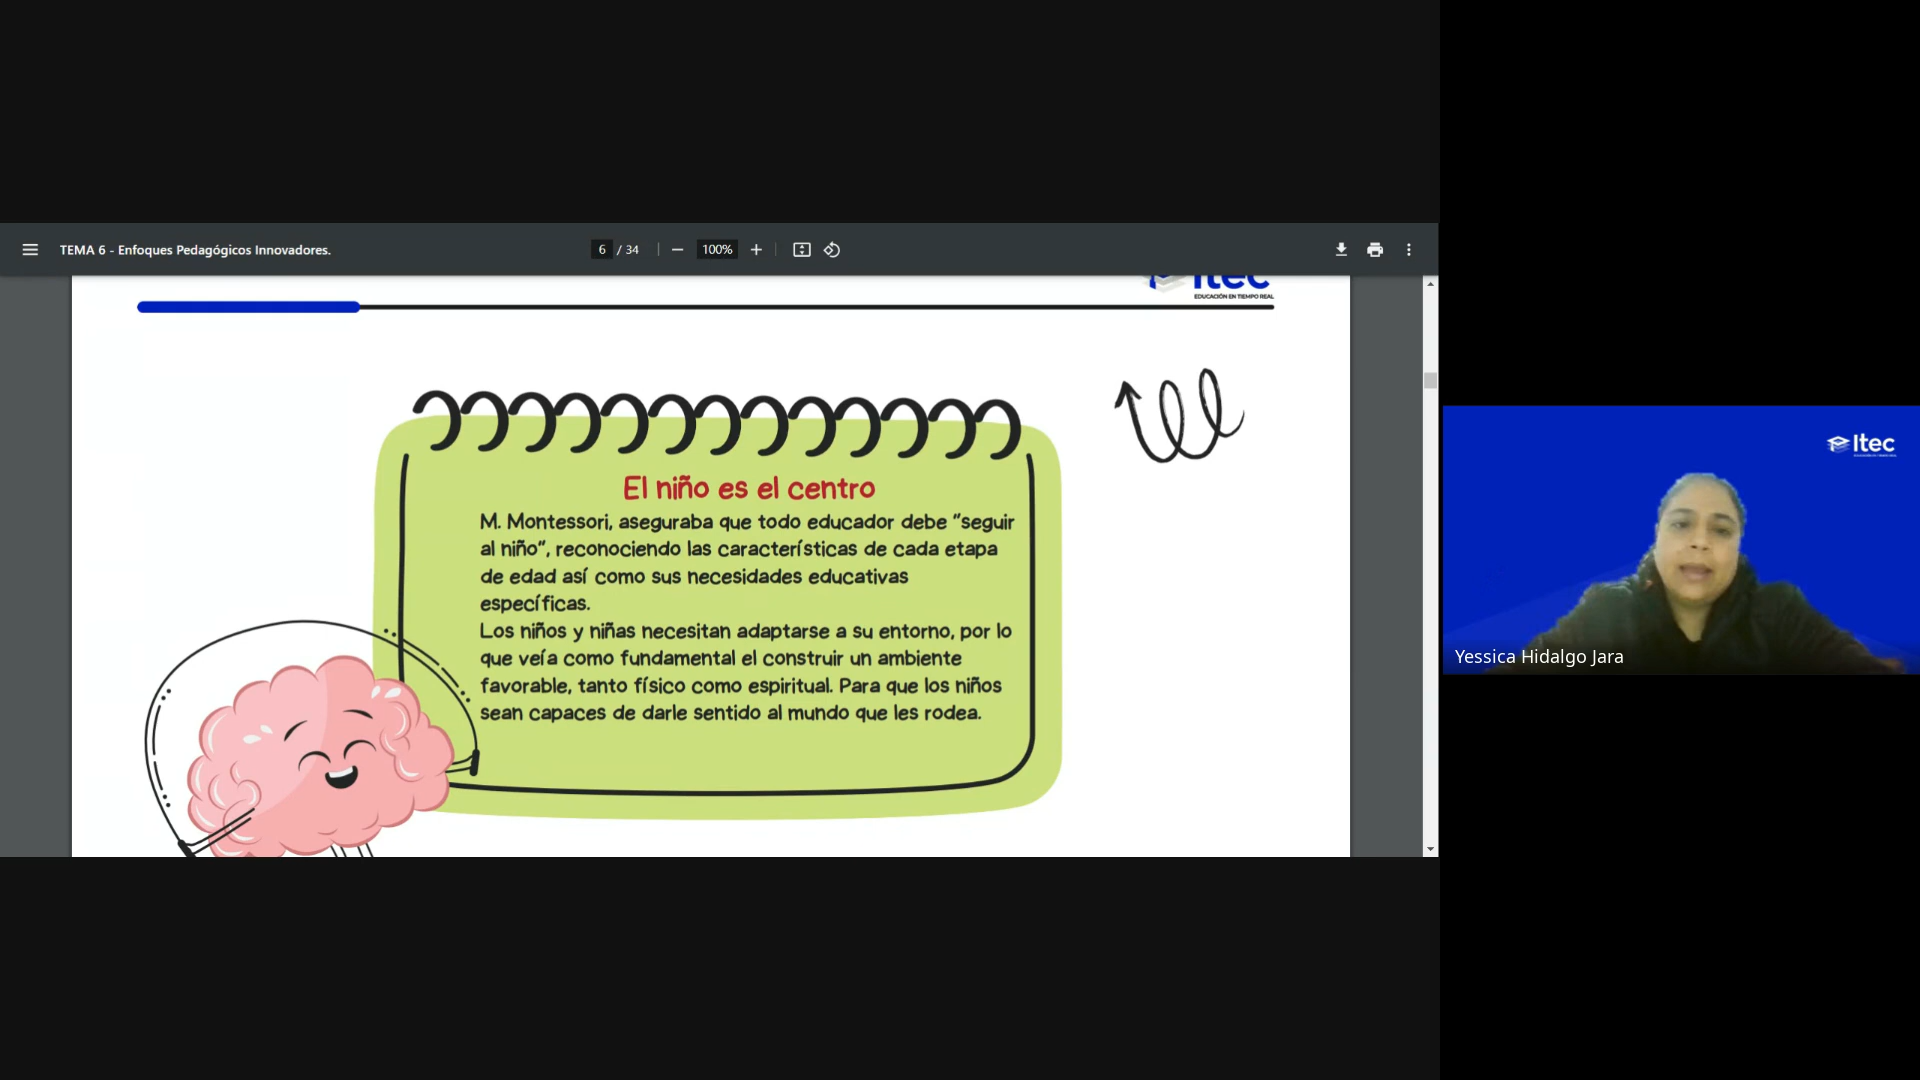 TEMA 6 - Enfoques Pedagógicos Innovadores.
6 / 34
100%
Itec
EDUCACIÓN EN TIEMPO REAL
El niño es el centro
M. Montessori, aseguraba que todo educador debe "seguir
al niño", reconociendo las características de cada etapa
de edad así como sus necesidades educativas
específicas.
Los niños y niñas necesitan adaptarse a su entorno, por lo
que veía como fundamental el construir un ambiente
favorable, tanto físico como espiritual. Para que los niños
sean capaces de darle sentido al mundo que les rodea.
Itec
Yessica Hidalgo Jara